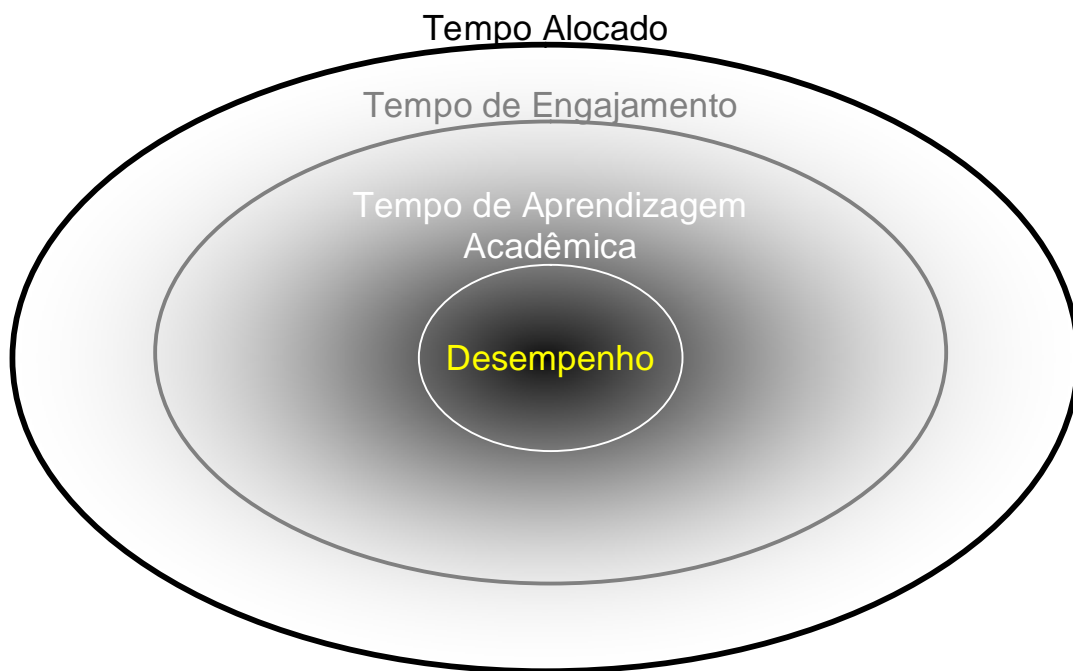 Tempo Alocado
Tempo de Engajamento
Tempo de Aprendizagem
Acadêmica
Desempenho